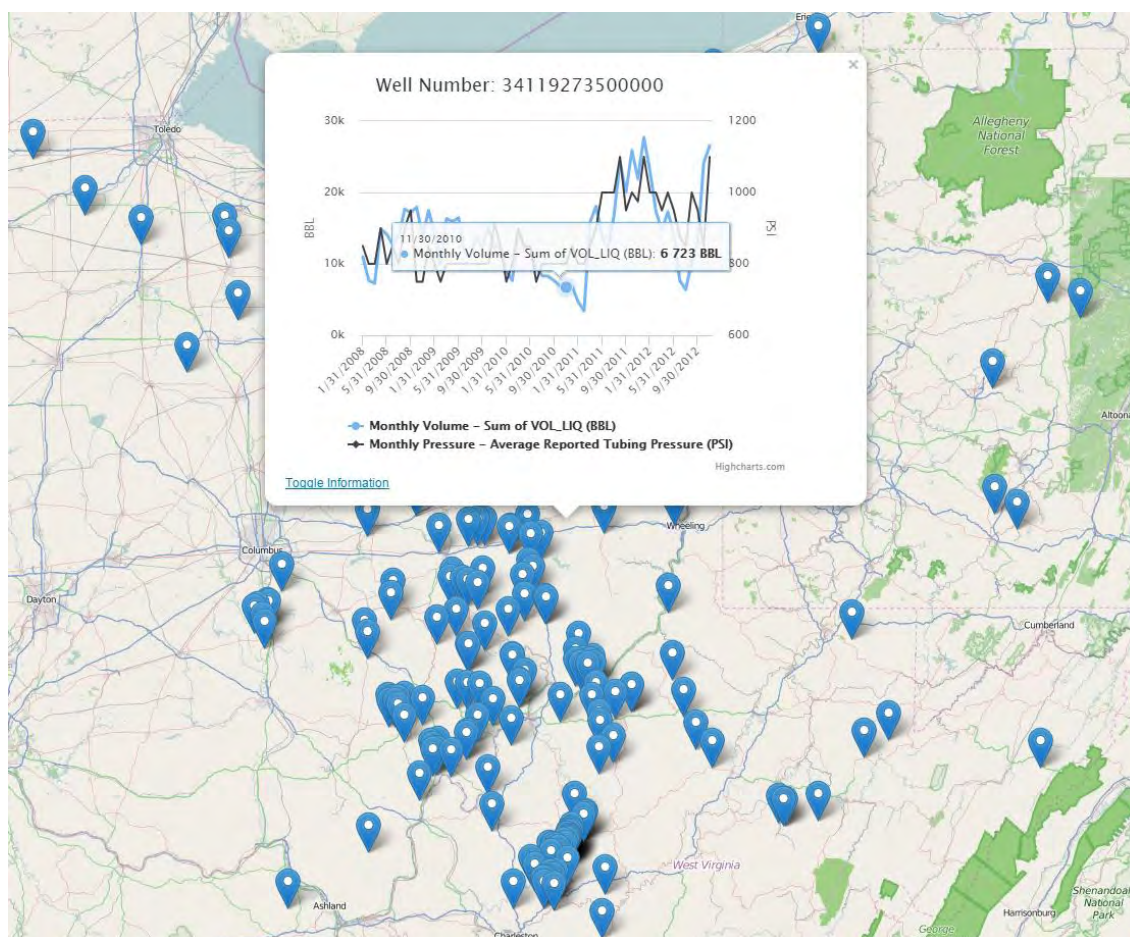 Erie
Well Number: 34119273500000
×
30k
20k
10k
0k
BBL
1200
1000
800
600
PSI
11/30/2010
Monthly Volume – Sum of VOL_LIQ (BBL): 6 723 BBL
1/31/2008
5/31/2008
9/30/2008
1/31/2009
5/31/2009
9/30/2009
1/31/2010
5/31/2010
9/30/2010
1/31/2011
5/31/2011
9/30/2011
1/31/2012
5/31/2012
9/30/2012
Monthly Volume – Sum of VOL_LIQ (BBL)
Monthly Pressure – Average Reported Tubing Pressure (PSI)
Highcharts.com
Toggle Information
Toledo
Allegheny
National
Forest
Altoona
Wheeling
Columbus
Dayton
Cumberland
West Virginia
Shenandoah
National
Park
Harrisonburg
Ashland
Charleston
George